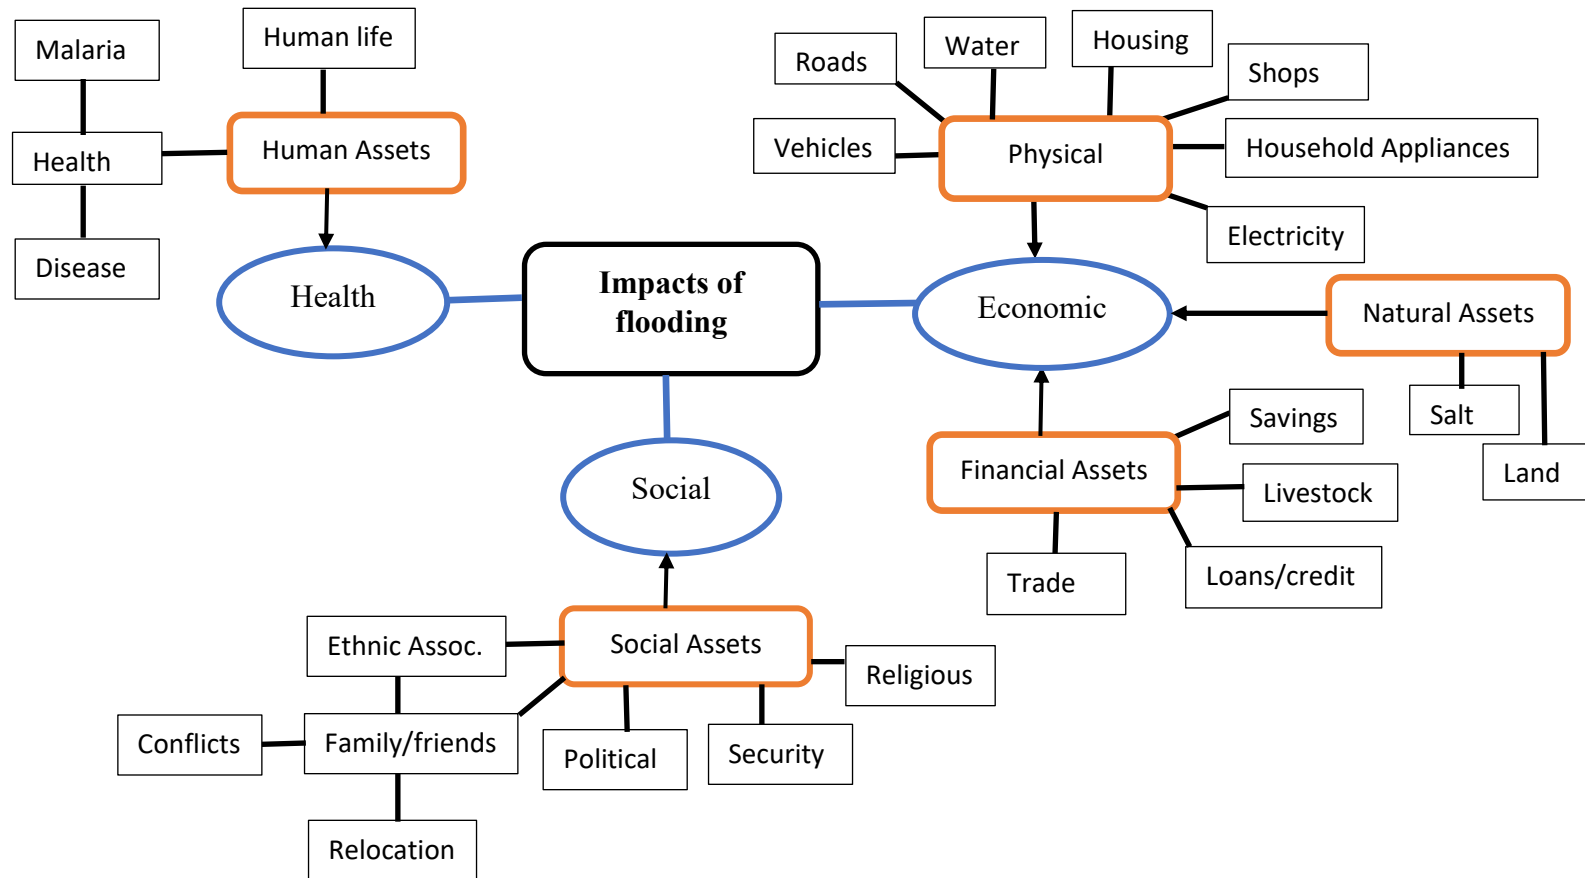 Malaria
Human life
Health
Human Assets
Disease
Health
Impacts of
flooding
Roads
Water
Housing
Shops
Vehicles
Physical
Household Appliances
Electricity
Economic
Natural Assets
Salt
Land
Savings
Financial Assets
Livestock
Trade
Loans/credit
Social
Ethnic Assoc.
Social Assets
Religious
Conflicts
Family/friends
Political
Security
Relocation